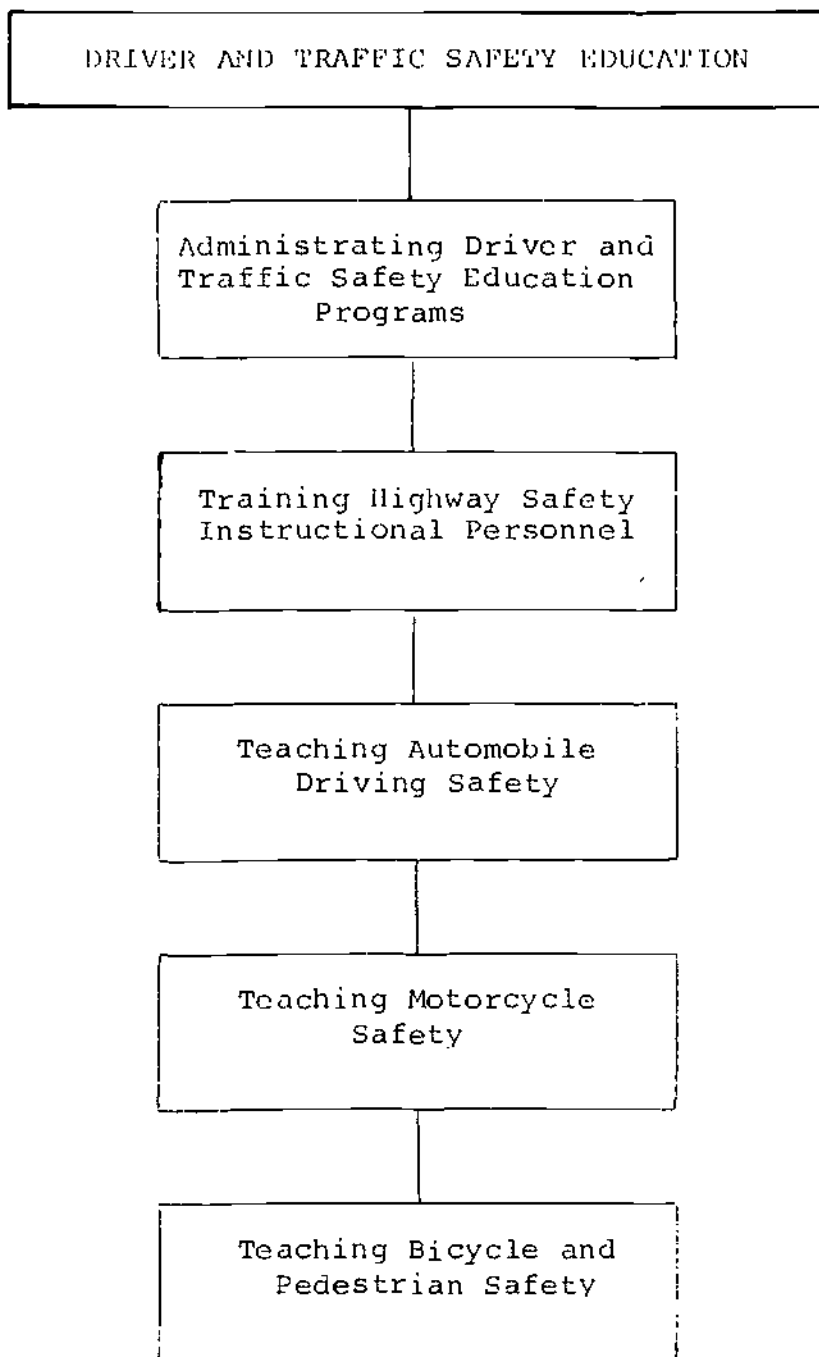 DRIVER AND TRAFFIC SAFETY EDUCATION
Administrating Driver and
Traffic Safety Education
Programs
Training Highway Safety
Instructional Personnel
Teaching Automobile
Driving Safety
Teaching Motorcycle
Safety
Teaching Bicycle and
Pedestrian Safety